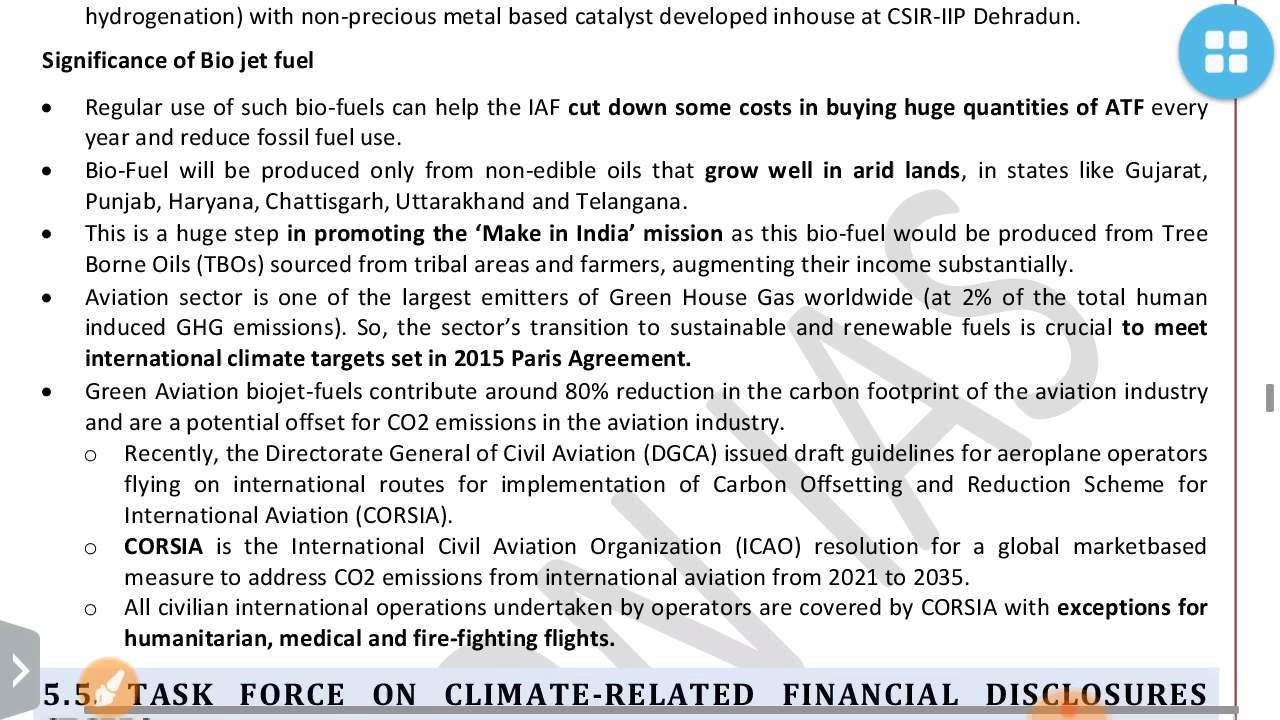 hydrogenation) with non-precious metal based catalyst developed inhouse at CSIR-IIP Dehradun.
Significance of Bio jet fuel
• Regular use of such bio-fuels can help the IAF cut down some costs in buying huge quantities of ATF every
year and reduce fossil fuel use.
• Bio-Fuel will be produced only from non-edible oils that grow well in arid lands, in states like Gujarat,
Punjab, Haryana, Chattisgarh, Uttarakhand and Telangana.
• This is a huge step in promoting the ‘Make in India’ mission as this bio-fuel would be produced from Tree
Borne Oils (TBOs) sourced from tribal areas and farmers, augmenting their income substantially.
• Aviation sector is one of the largest emitters of Green House Gas worldwide (at 2% of the total human
induced GHG emissions). So, the sector’s transition to sustainable and renewable fuels is crucial to meet
international climate targets set in 2015 Paris Agreement.
• Green Aviation biojet-fuels contribute around 80% reduction in the carbon footprint of the aviation industry
and are a potential offset for CO2 emissions in the aviation industry.
o Recently, the Directorate General of Civil Aviation (DGCA) issued draft guidelines for aeroplane operators
flying on international routes for implementation of Carbon Offsetting and Reduction Scheme for
International Aviation (CORSIA).
o CORSIA is the International Civil Aviation Organization (ICAO) resolution for a global marketbased
measure to address CO2 emissions from international aviation from 2021 to 2035.
o All civilian international operations undertaken by operators are covered by CORSIA with exceptions for
humanitarian, medical and fire-fighting flights.
5.5. TASK FORCE ON CLIMATE-RELATED FINANCIAL DISCLOSURES